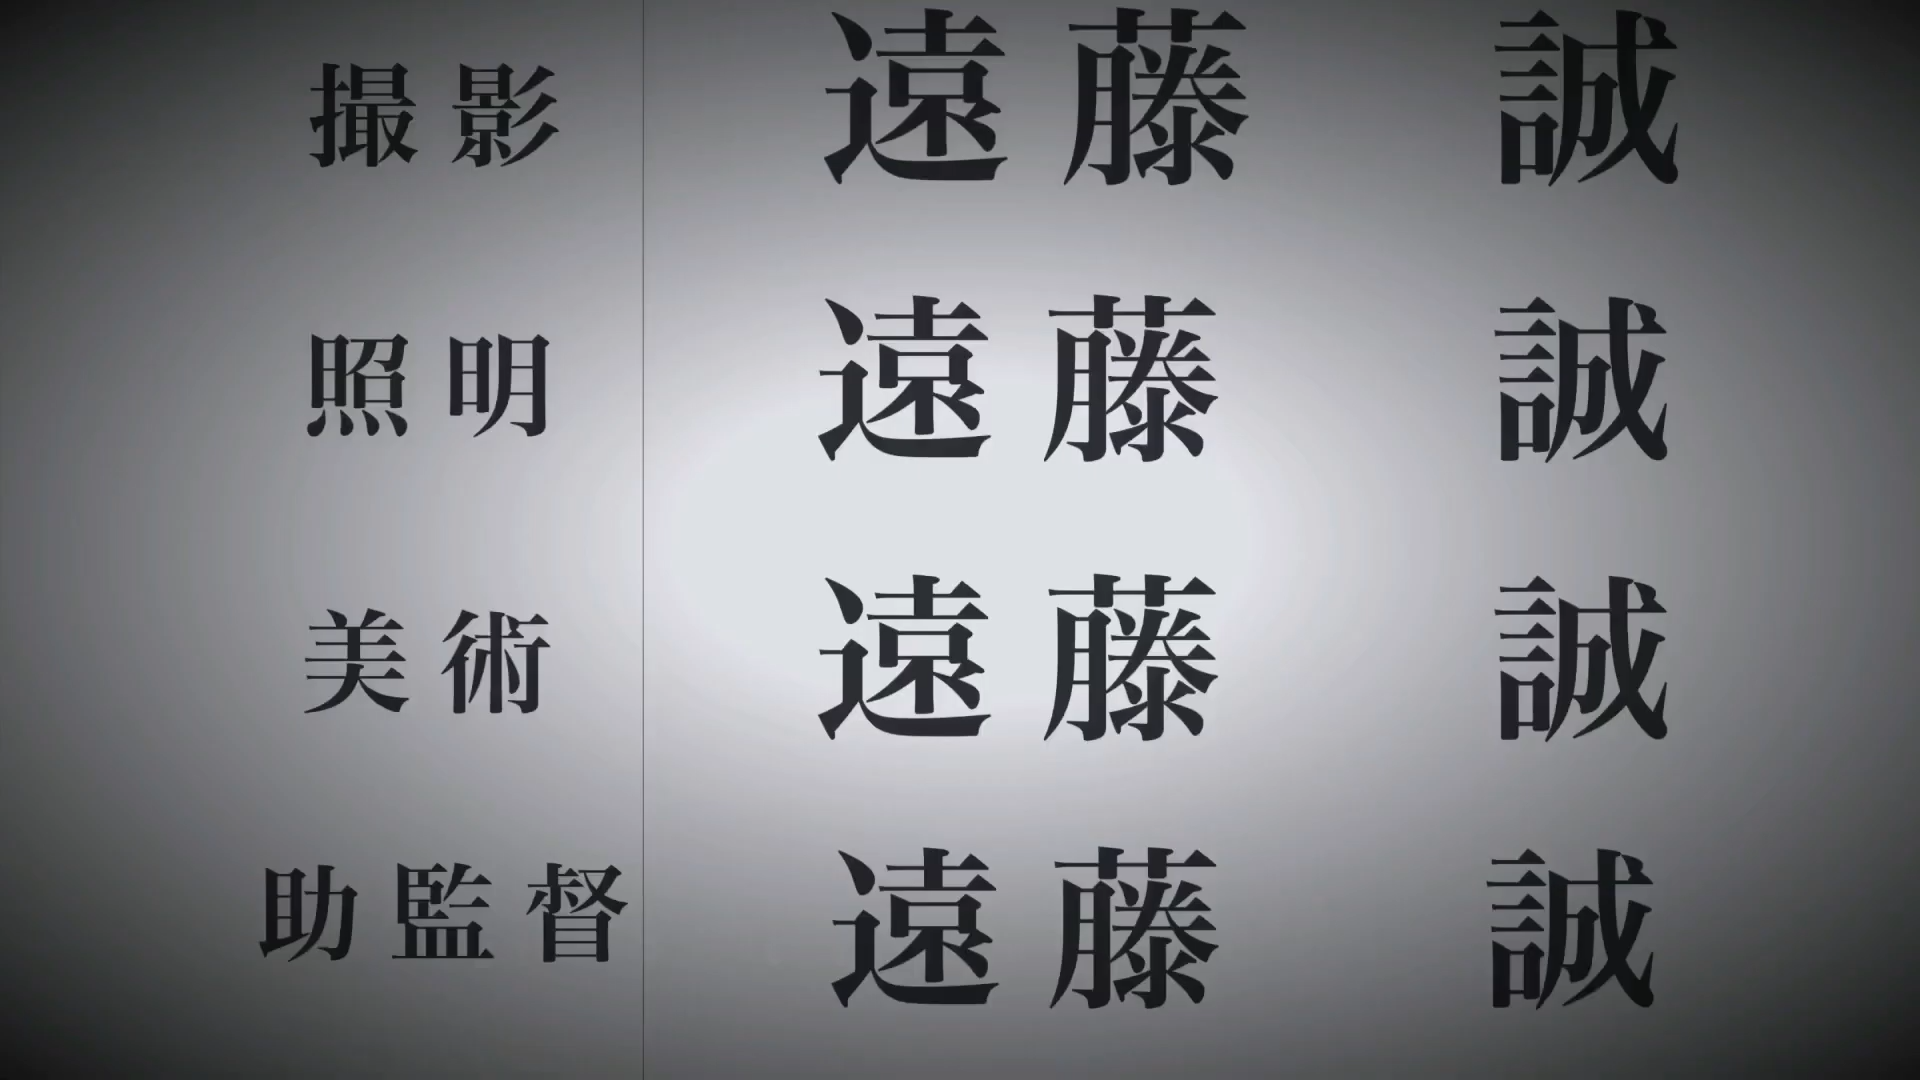 撮影 遠藤 誠
照明 遠藤 誠
美術 遠藤 誠
助監督 遠藤 誠